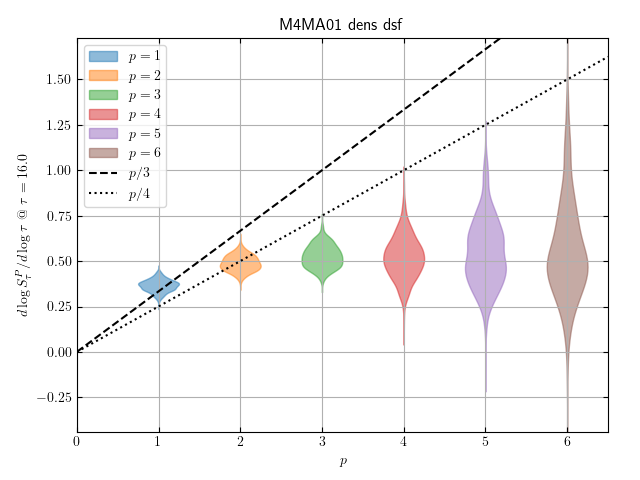 M4MA01 dens dsf
d log S_τ^P / d log τ @ τ = 16.0
1.50
1.25
1.00
0.75
0.50
0.25
0.00
−0.25
p = 1
p = 2
p = 3
p = 4
p = 5
p = 6
p/3
p/4
0 1 2 3 4 5 6
p